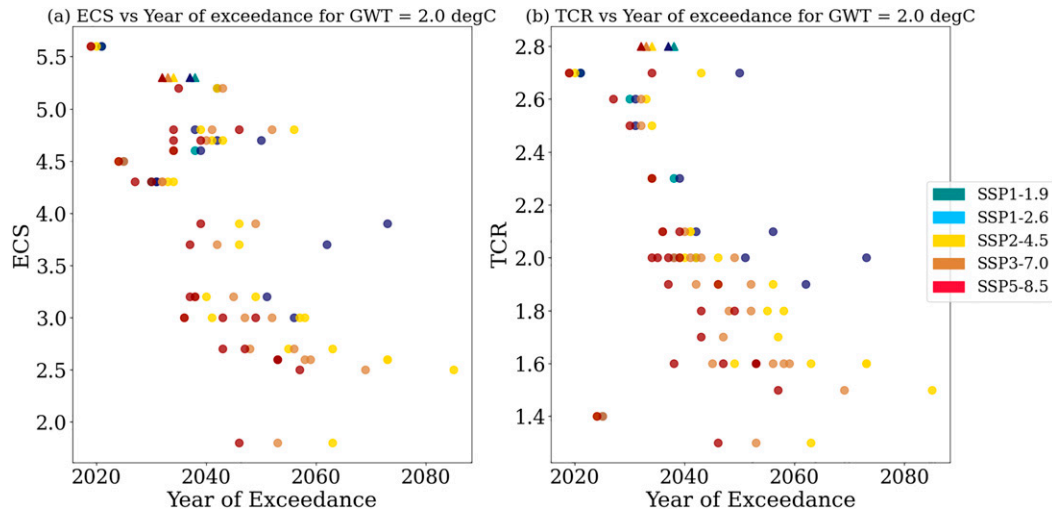 (a) ECS vs Year of exceedance for GWT = 2.0 degC
ECS
5.5
5.0
4.5
4.0
3.5
3.0
2.5
2.0
2020
2040
2060
2080
Year of Exceedance
(b) TCR vs Year of exceedance for GWT = 2.0 degC
TCR
2.8
2.6
2.4
2.2
2.0
1.8
1.6
1.4
2020
2040
2060
2080
Year of Exceedance
SSP1-1.9
SSP1-2.6
SSP2-4.5
SSP3-7.0
SSP5-8.5